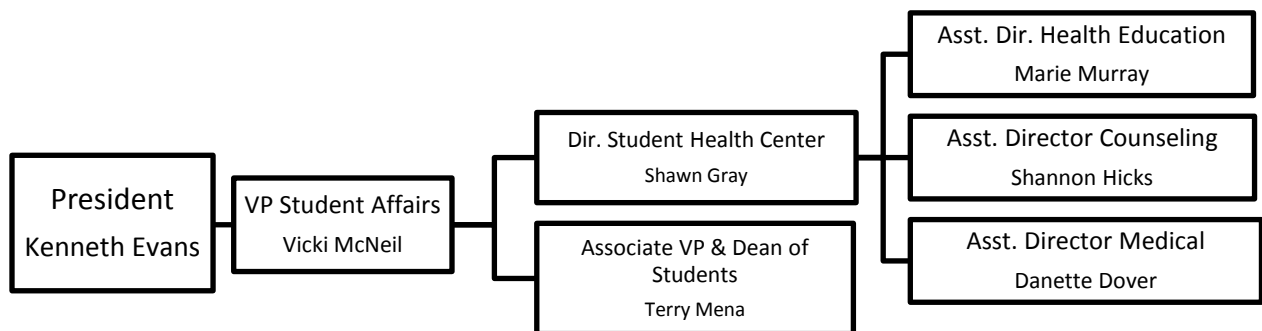 President
Kenneth Evans
VP Student Affairs
Vicki McNeil
Dir. Student Health Center
Shawn Gray
Associate VP & Dean of
Students
Terry Mena
Asst. Dir. Health Education
Marie Murray
Asst. Director Counseling
Shannon Hicks
Asst. Director Medical
Danette Dover